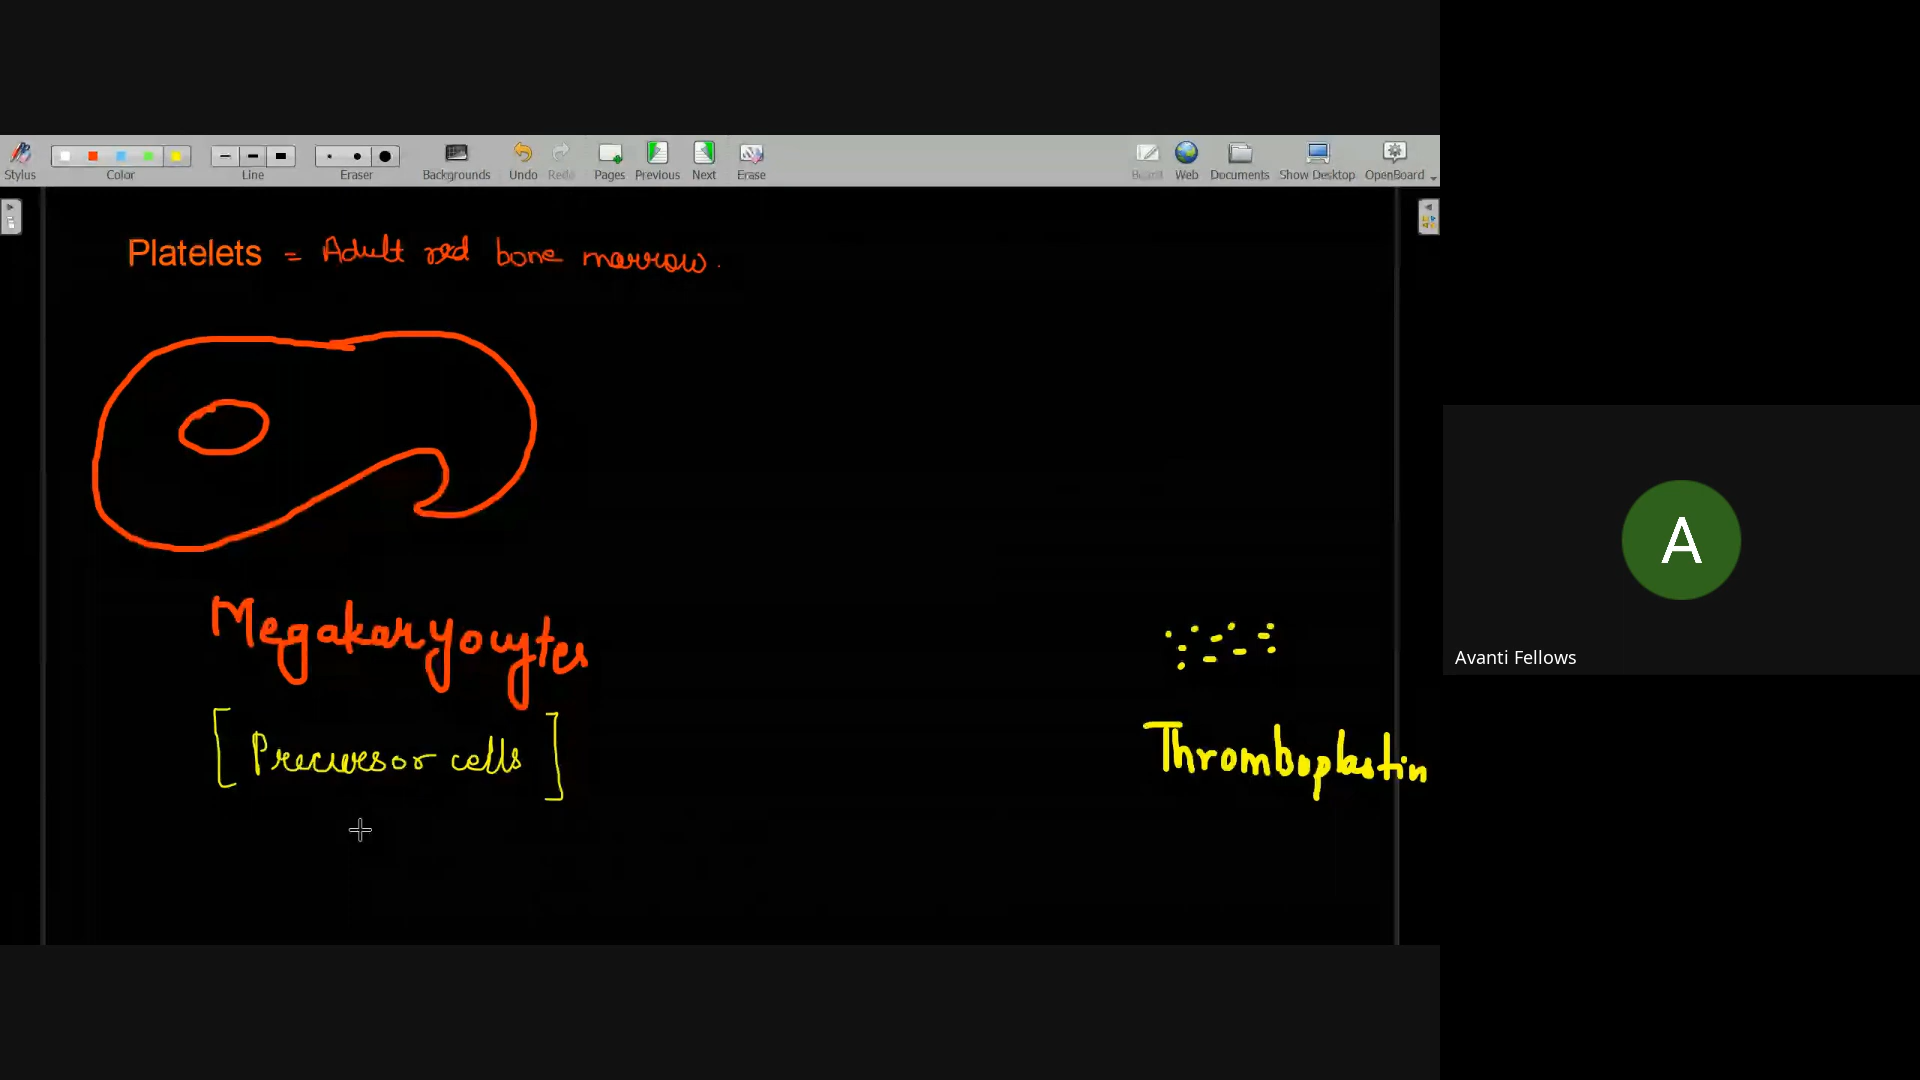 Stylus Color Line Eraser Backgrounds Undo Redo Pages Previous Next Erase Board Web Documents Show Desktop OpenBoard
Platelets = Adult red bone marrow.
Megakaryocytes
[Precursor cells]
Thromboplastin
A
Avanti Fellows